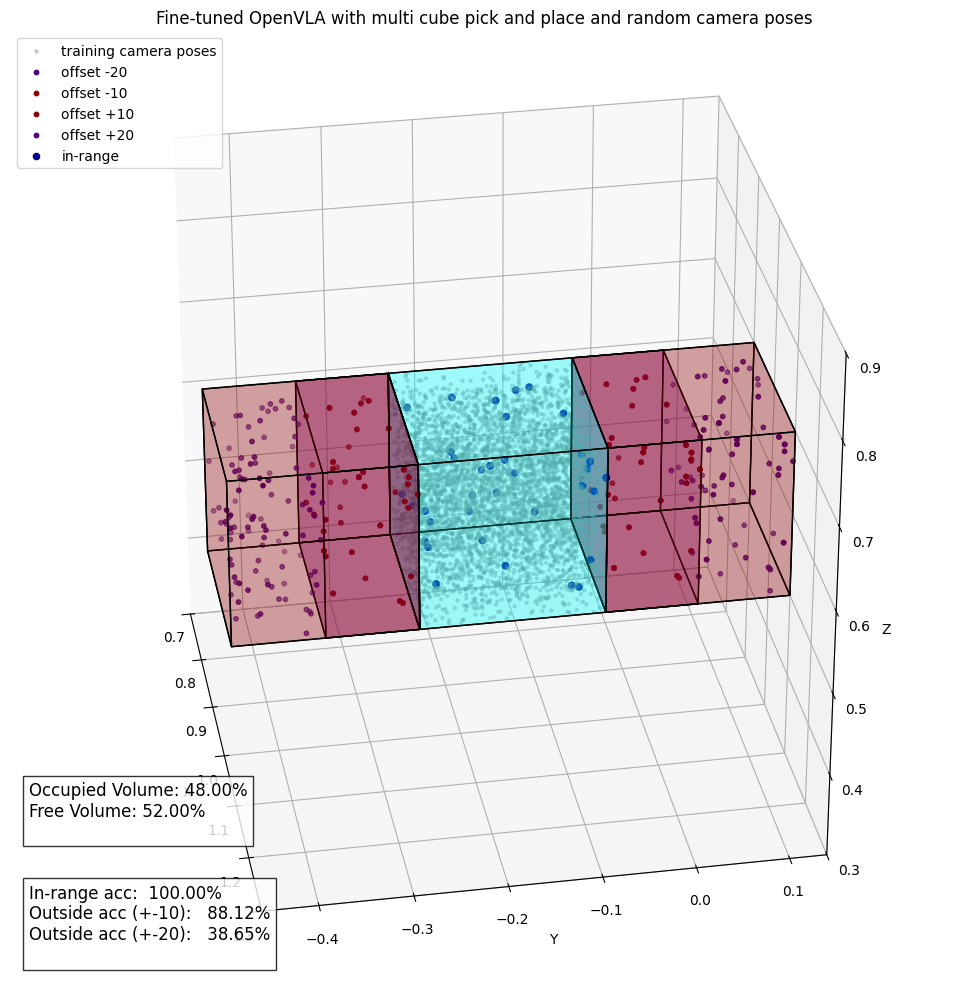 Fine-tuned OpenVLA with multi cube pick and place and random camera poses
training camera poses
offset -20
offset -10
offset +10
offset +20
in-range
0.9
0.8
0.7
0.6
Z
0.5
0.4
0.3
0.7
0.8
0.9
1.0
1.1
1.2
Occupied Volume: 48.00%
Free Volume: 52.00%
In-range acc:  100.00%
Outside acc (+-10):   88.12%
Outside acc (+-20):   38.65%
−0.4
−0.3
−0.2
−0.1
0.0
0.1
Y